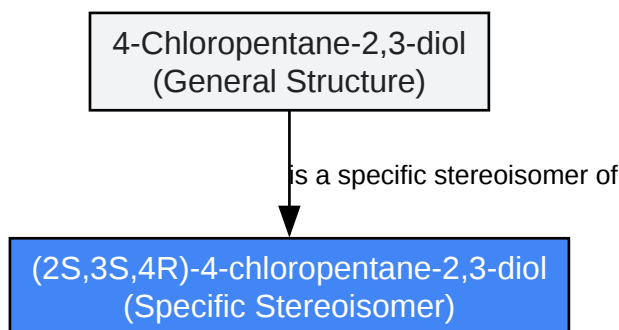 4-Chloropentane-2,3-diol
(General Structure)
is a specific stereoisomer of
(2S,3S,4R)-4-chloropentane-2,3-diol
(Specific Stereoisomer)